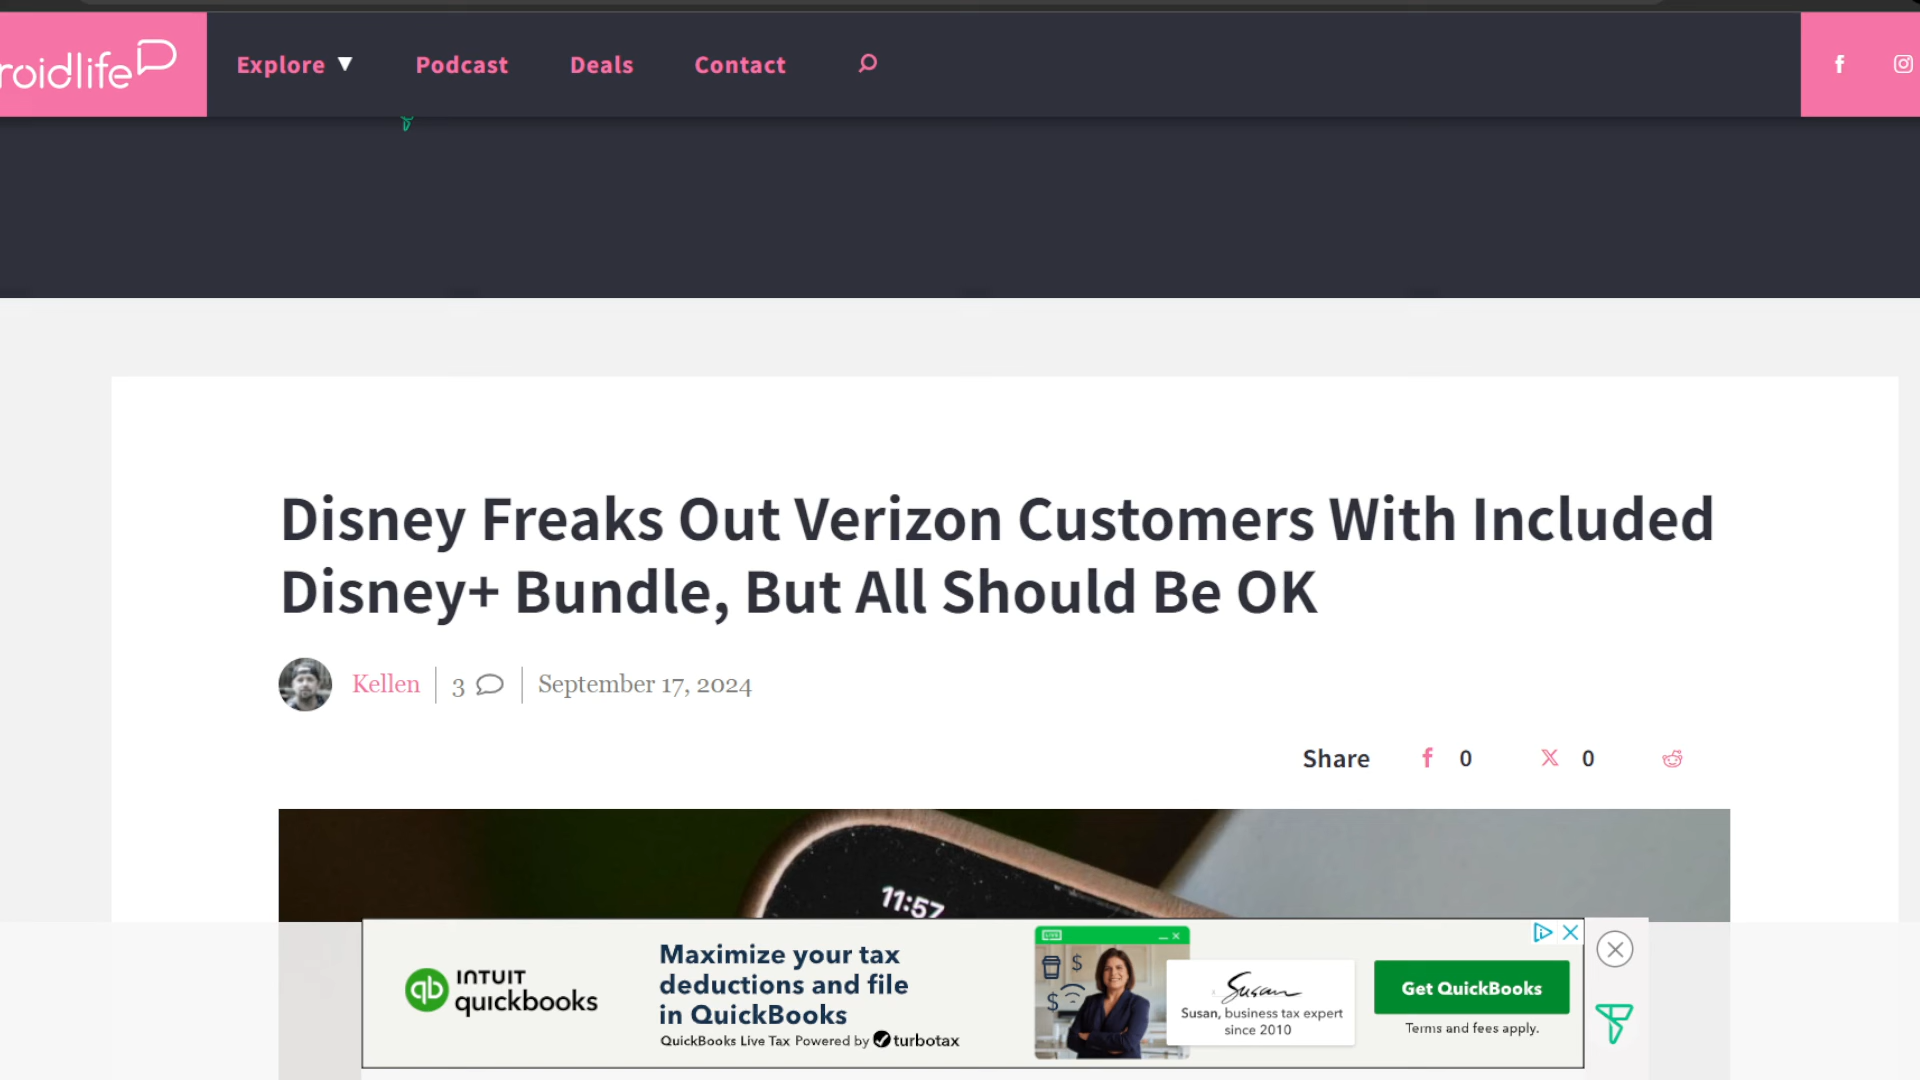 roidlife
Explore ▼ Podcast Deals Contact
Disney Freaks Out Verizon Customers With Included
Disney+ Bundle, But All Should Be OK
Kellen 3 September 17, 2024
Share 0 0
11:57
INTUIT
quickbooks
Maximize your tax
deductions and file
in QuickBooks
QuickBooks Live Tax Powered by turbotax
LIVE
Susan
Susan, business tax expert
since 2010
Get QuickBooks
Terms and fees apply.